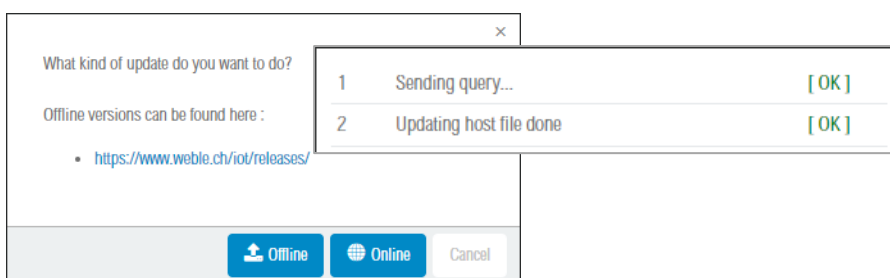 ×
What kind of update do you want to do?
Offline versions can be found here :
• https://www.weble.ch/iot/releases/
1 Sending query... [ OK ]
2 Updating host file done [ OK ]
Offline Online Cancel